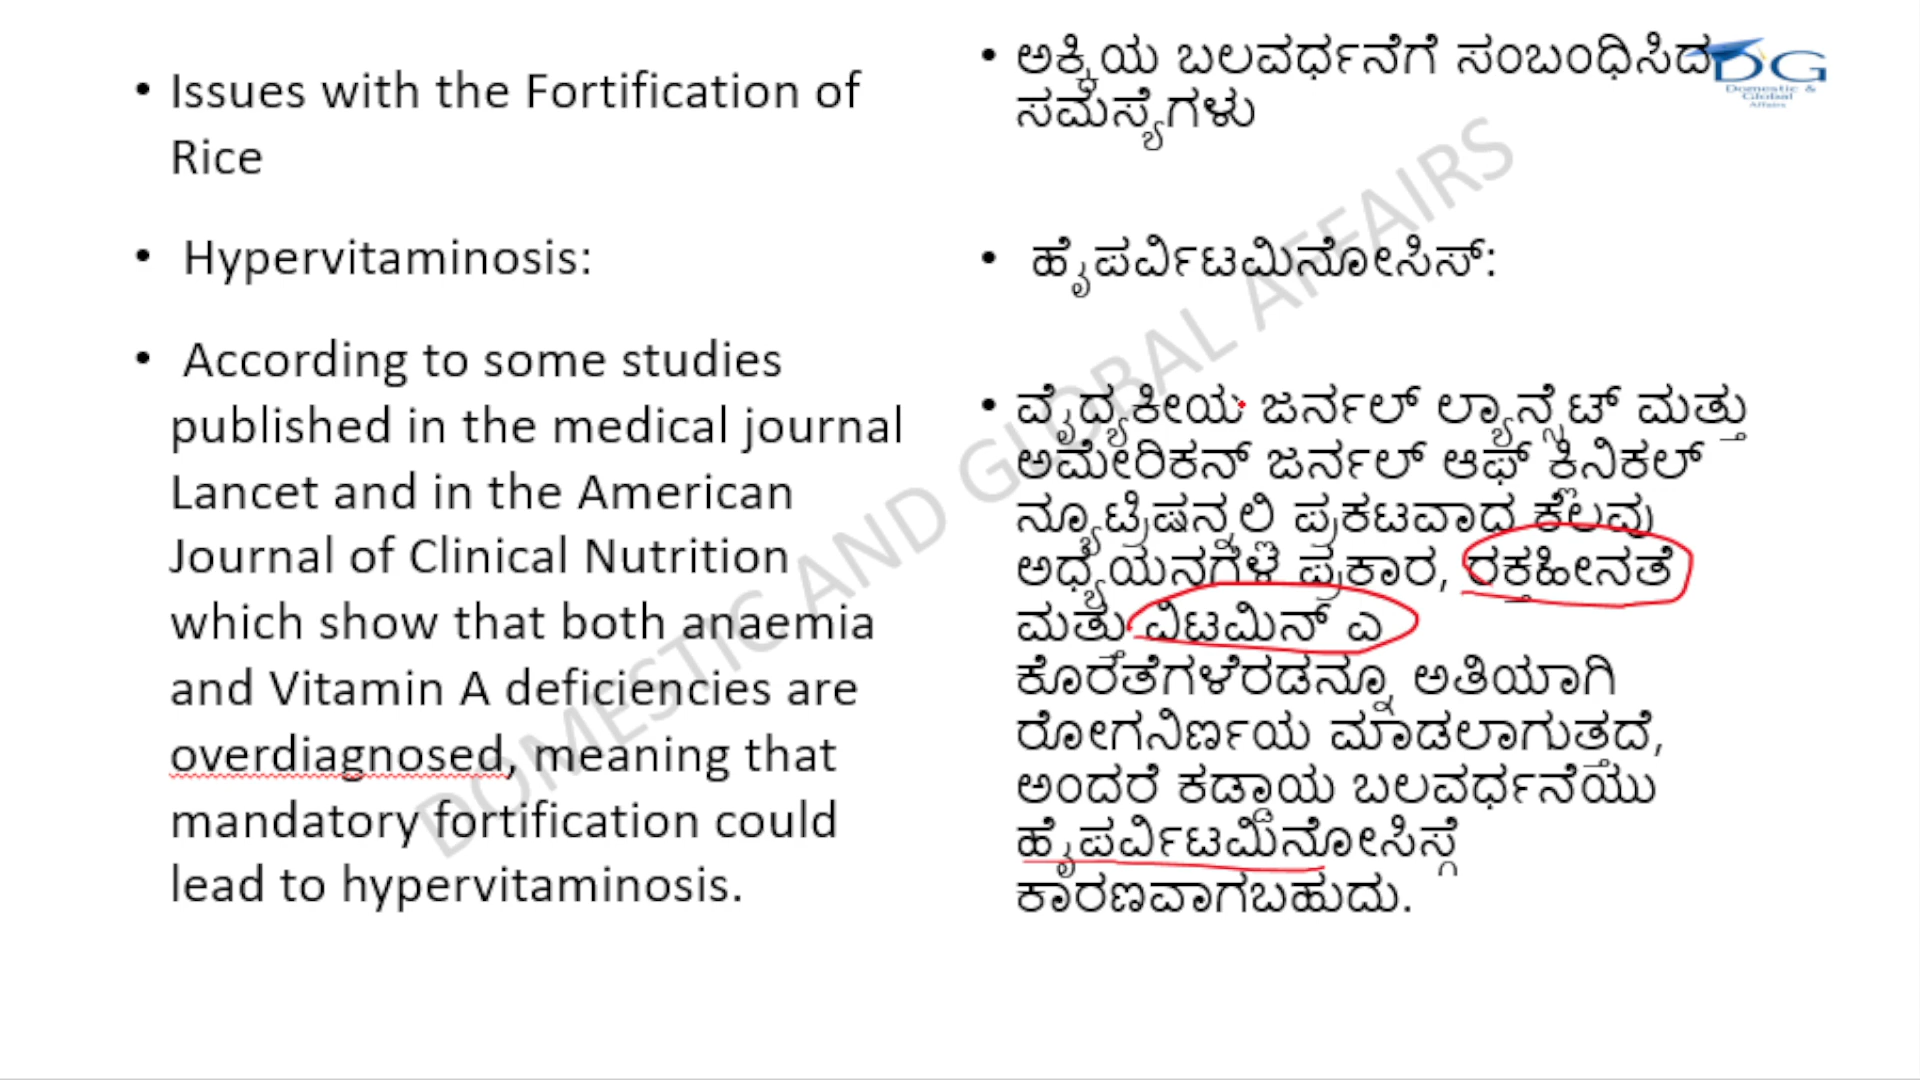 • Issues with the Fortification of
Rice
• Hypervitaminosis:
• According to some studies
published in the medical journal
Lancet and in the American
Journal of Clinical Nutrition
which show that both anaemia
and Vitamin A deficiencies are
overdiagnosed, meaning that
mandatory fortification could
lead to hypervitaminosis.
• ಅಕ್ಕಿಯ ಬಲವರ್ಧನೆಗೆ ಸಂಬಂಧಿಸಿದ
ಸಮಸ್ಯೆಗಳು
• ಹೈಪರ್ವಿಟಮಿನೋಸಿಸ್:
• ವೈದ್ಯಕೀಯ ಜರ್ನಲ್ ಲ್ಯಾನ್ಸೆಟ್ ಮತ್ತು
ಅಮೇರಿಕನ್ ಜರ್ನಲ್ ಆಫ್ ಕ್ಲಿನಿಕಲ್
ನ್ಯೂಟ್ರಿಷನ್ನಲ್ಲಿ ಪ್ರಕಟವಾದ ಕೆಲವು
ಅಧ್ಯಯನಗಳ ಪ್ರಕಾರ, ರಕ್ತಹೀನತೆ
ಮತ್ತು ವಿಟಮಿನ್ ಎ
ಕೊರತೆಗಳೆರಡನ್ನೂ ಅತಿಯಾಗಿ
ರೋಗನಿರ್ಣಯ ಮಾಡಲಾಗುತ್ತದೆ,
ಅಂದರೆ ಕಡ್ಡಾಯ ಬಲವರ್ಧನೆಯು
ಹೈಪರ್ವಿಟಮಿನೋಸಿಸ್ಗೆ
ಕಾರಣವಾಗಬಹುದು.
DG
Domestic &
Global
Affairs
DOMESTIC AND GLOBAL AFFAIRS